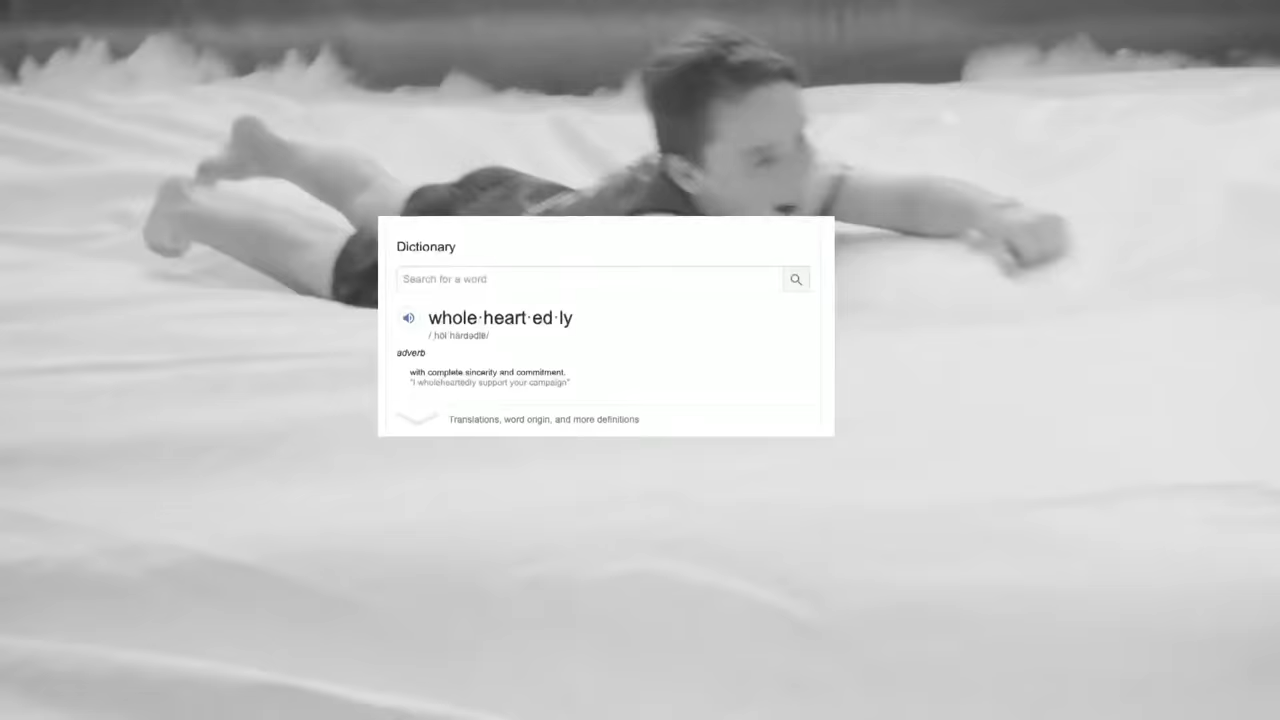 Dictionary
Search for a word
whole·heart·ed·ly
adverb
with complete sincerity and commitment.
"I wholeheartedly support your campaign"
Translations, word origin, and more definitions